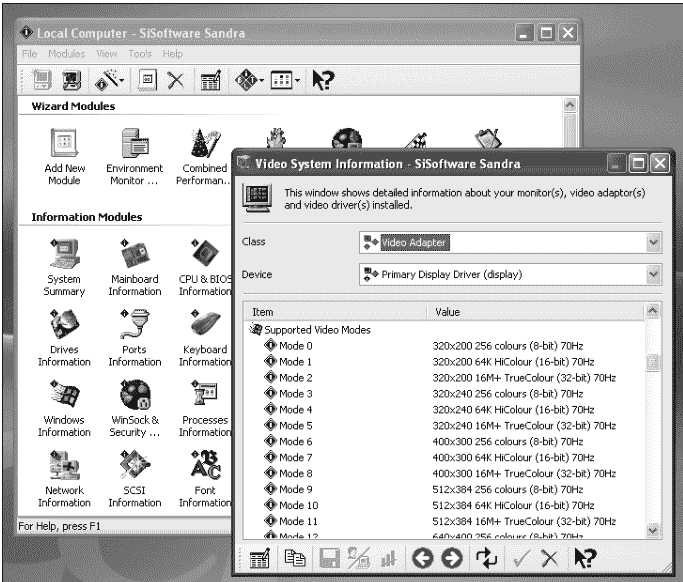 Local Computer - SiSoftware Sandra
File Modules View Tools Help
Wizard Modules
Add New Module
Environment Monitor ...
Combined Performan...
Information Modules
System Summary
Mainboard Information
CPU & BIOS Information
Drives Information
Ports Information
Keyboard Information
Windows Information
WinSock & Security ...
Processes Information
Network Information
SCSI Information
Font Information
For Help, press F1
Video System Information - SiSoftware Sandra
This window shows detailed information about your monitor(s), video adaptor(s)
and video driver(s) installed.
Class Video Adapter
Device Primary Display Driver (display)
Item Value
Supported Video Modes
Mode 0 320x200 256 colours (8-bit) 70Hz
Mode 1 320x200 64K HiColour (16-bit) 70Hz
Mode 2 320x200 16M+ TrueColour (32-bit) 70Hz
Mode 3 320x240 256 colours (8-bit) 70Hz
Mode 4 320x240 64K HiColour (16-bit) 70Hz
Mode 5 320x240 16M+ TrueColour (32-bit) 70Hz
Mode 6 400x300 256 colours (8-bit) 70Hz
Mode 7 400x300 64K HiColour (16-bit) 70Hz
Mode 8 400x300 16M+ TrueColour (32-bit) 70Hz
Mode 9 512x384 256 colours (8-bit) 70Hz
Mode 10 512x384 64K HiColour (16-bit) 70Hz
Mode 11 512x384 16M+ TrueColour (32-bit) 70Hz
Mode 12 640x400 256 colours (8-bit) 70Hz